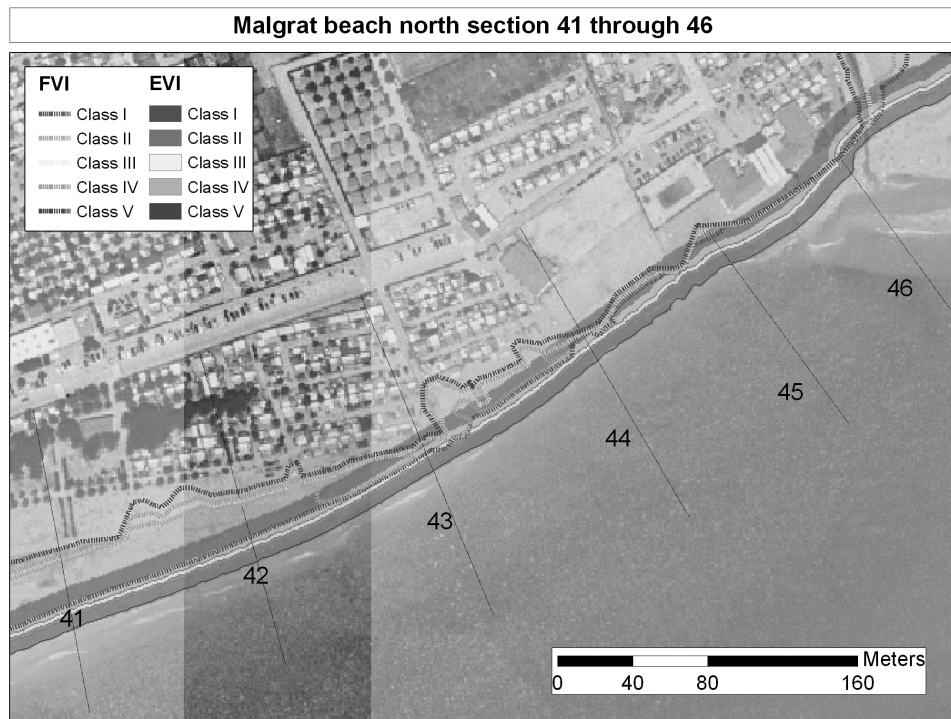 Malgrat beach north section 41 through 46
FVI EVI
Class I Class I
Class II Class II
Class III Class III
Class IV Class IV
Class V Class V
46
45
44
43
42
41
Meters
0 40 80 160